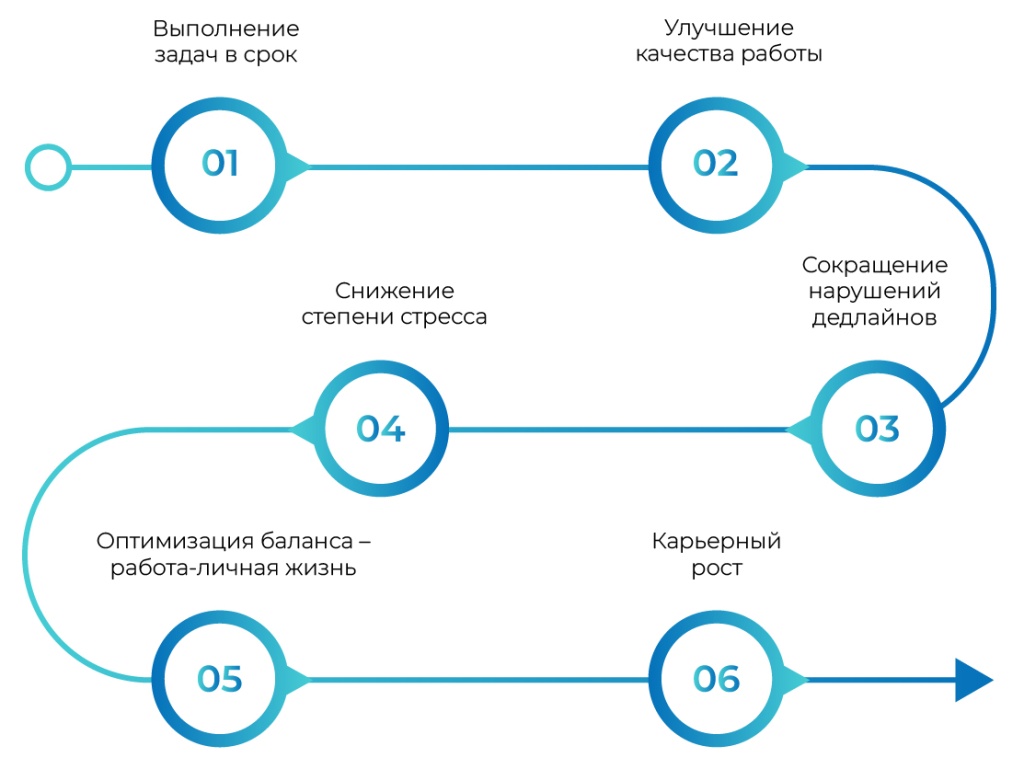 Выполнение
задач в срок
01
Улучшение
качества работы
02
Сокращение
нарушений
дедлайнов
03
Снижение
степени стресса
04
Оптимизация баланса –
работа-личная жизнь
05
Карьерный
рост
06